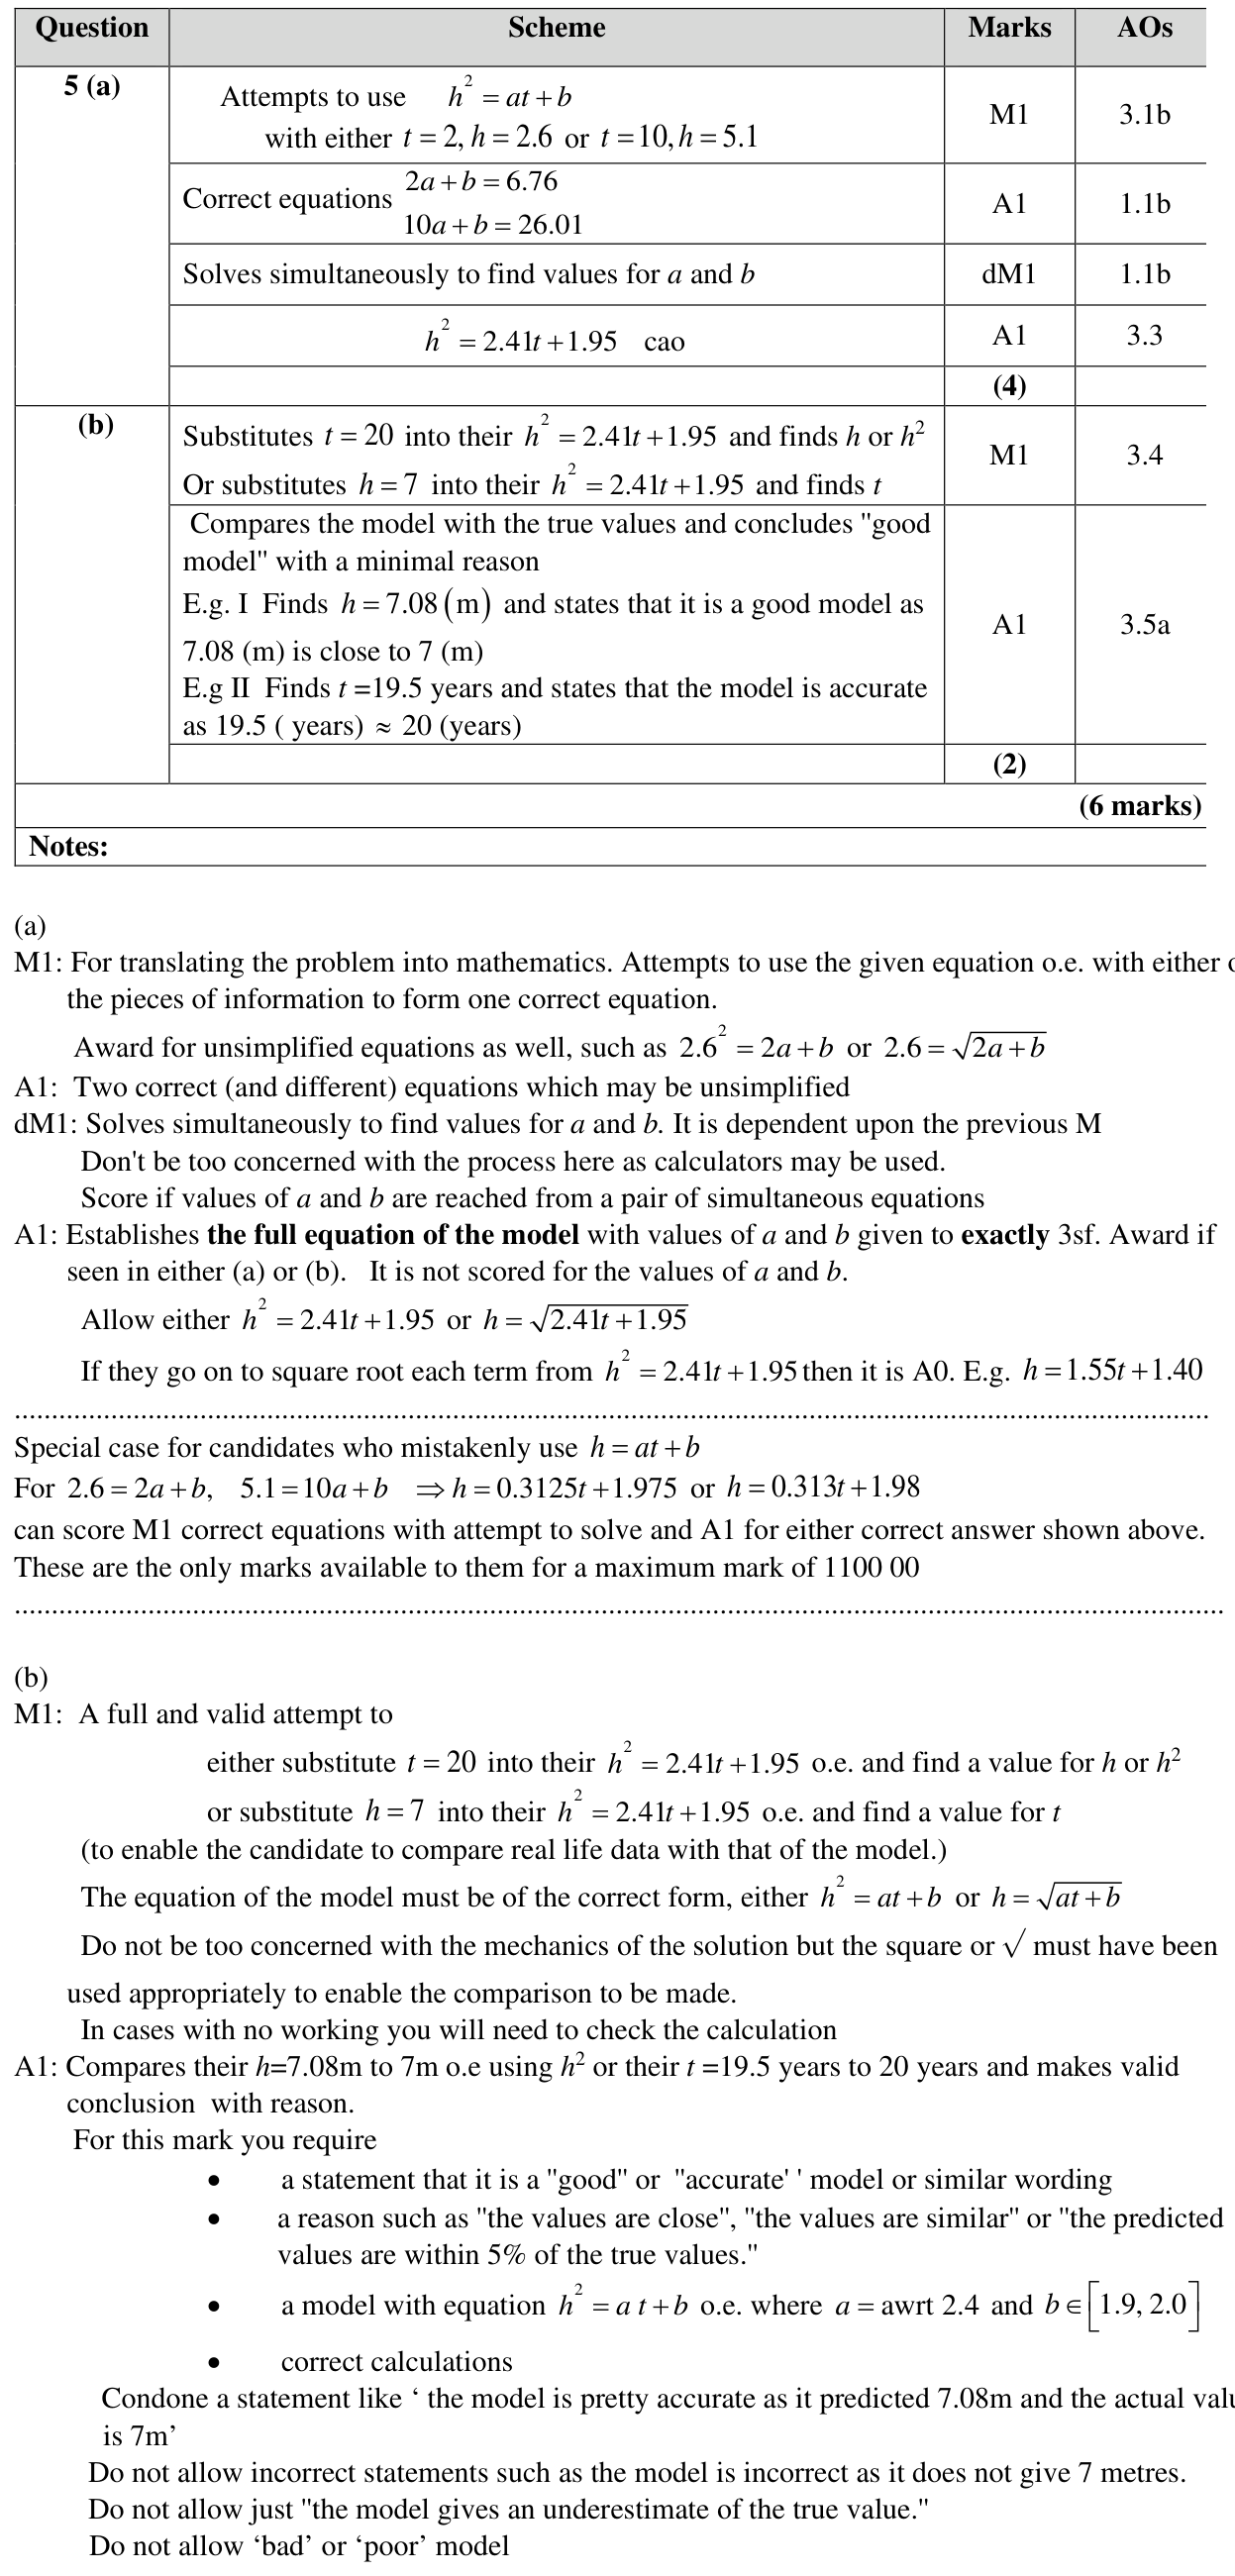 Question Scheme Marks AOs
5 (a) Attempts to use h² = at + b
with either t = 2, h = 2.6 or t = 10, h = 5.1 M1 3.1b
Correct equations 2a + b = 6.76
10a + b = 26.01 A1 1.1b
Solves simultaneously to find values for a and b dM1 1.1b
h² = 2.41t + 1.95 cao A1 3.3
(4)
(b) Substitutes t = 20 into their h² = 2.41t + 1.95 and finds h or h²
Or substitutes h = 7 into their h² = 2.41t + 1.95 and finds t M1 3.4
Compares the model with the true values and concludes "good
model" with a minimal reason
E.g. I Finds h = 7.08 (m) and states that it is a good model as
7.08 (m) is close to 7 (m) A1 3.5a
E.g II Finds t =19.5 years and states that the model is accurate
as 19.5 ( years) ≈ 20 (years)
(2)
(6 marks)
Notes:
(a)
M1: For translating the problem into mathematics. Attempts to use the given equation o.e. with either
the pieces of information to form one correct equation.
Award for unsimplified equations as well, such as 2.6² = 2a + b or 2.6 = √(2a + b)
A1: Two correct (and different) equations which may be unsimplified
dM1: Solves simultaneously to find values for a and b. It is dependent upon the previous M
Don't be too concerned with the process here as calculators may be used.
Score if values of a and b are reached from a pair of simultaneous equations
A1: Establishes the full equation of the model with values of a and b given to exactly 3sf. Award if
seen in either (a) or (b). It is not scored for the values of a and b.
Allow either h² = 2.41t + 1.95 or h = √(2.41t + 1.95)
If they go on to square root each term from h² = 2.41t + 1.95 then it is A0. E.g. h = 1.55t + 1.40
Special case for candidates who mistakenly use h = at + b
For 2.6 = 2a + b, 5.1 = 10a + b ⇒ h = 0.3125t + 1.975 or h = 0.313t + 1.98
can score M1 correct equations with attempt to solve and A1 for either correct answer shown above.
These are the only marks available to them for a maximum mark of 1100 00
(b)
M1: A full and valid attempt to
either substitute t = 20 into their h² = 2.41t + 1.95 o.e. and find a value for h or h²
or substitute h = 7 into their h² = 2.41t + 1.95 o.e. and find a value for t
(to enable the candidate to compare real life data with that of the model.)
The equation of the model must be of the correct form, either h² = at + b or h = √(at + b)
Do not be too concerned with the mechanics of the solution but the square or √ must have been
used appropriately to enable the comparison to be made.
In cases with no working you will need to check the calculation
A1: Compares their h=7.08m to 7m o.e using h² or their t =19.5 years to 20 years and makes valid
conclusion with reason.
For this mark you require
• a statement that it is a "good" or "accurate' ' model or similar wording
• a reason such as "the values are close", "the values are similar" or "the predicted
values are within 5% of the true values."
• a model with equation h² = a t + b o.e. where a = awrt 2.4 and b ∈ [1.9, 2.0]
• correct calculations
Condone a statement like ‘ the model is pretty accurate as it predicted 7.08m and the actual
is 7m’
Do not allow incorrect statements such as the model is incorrect as it does not give 7 metres.
Do not allow just "the model gives an underestimate of the true value."
Do not allow ‘bad’ or ‘poor’ model